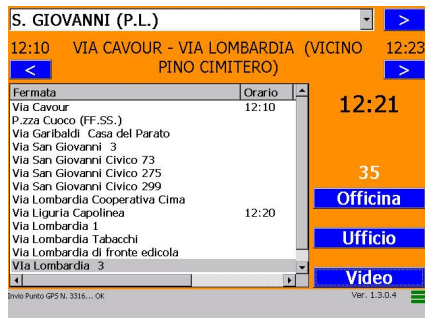 S. GIOVANNI (P.L.) >
12:10 VIA CAVOUR - VIA LOMBARDIA (VICINO 12:23
< PINO CIMITERO) >
Fermata Orario
Via Cavour 12:10
P.zza Cuoco (FF.SS.)
Via Garibaldi Casa del Parato
Via San Giovanni 3
Via San Giovanni Civico 73
Via San Giovanni Civico 275
Via San Giovanni Civico 299
Via Lombardia Cooperativa Cima
Via Liguria Capolinea 12:20
Via Lombardia 1
Via Lombardia Tabacchi
Via Lombardia di fronte edicola
VIa Lombardia 3
12:21
35
Officina
Ufficio
Video
Invio Punto GPS N. 3316... OK Ver. 1.3.0.4